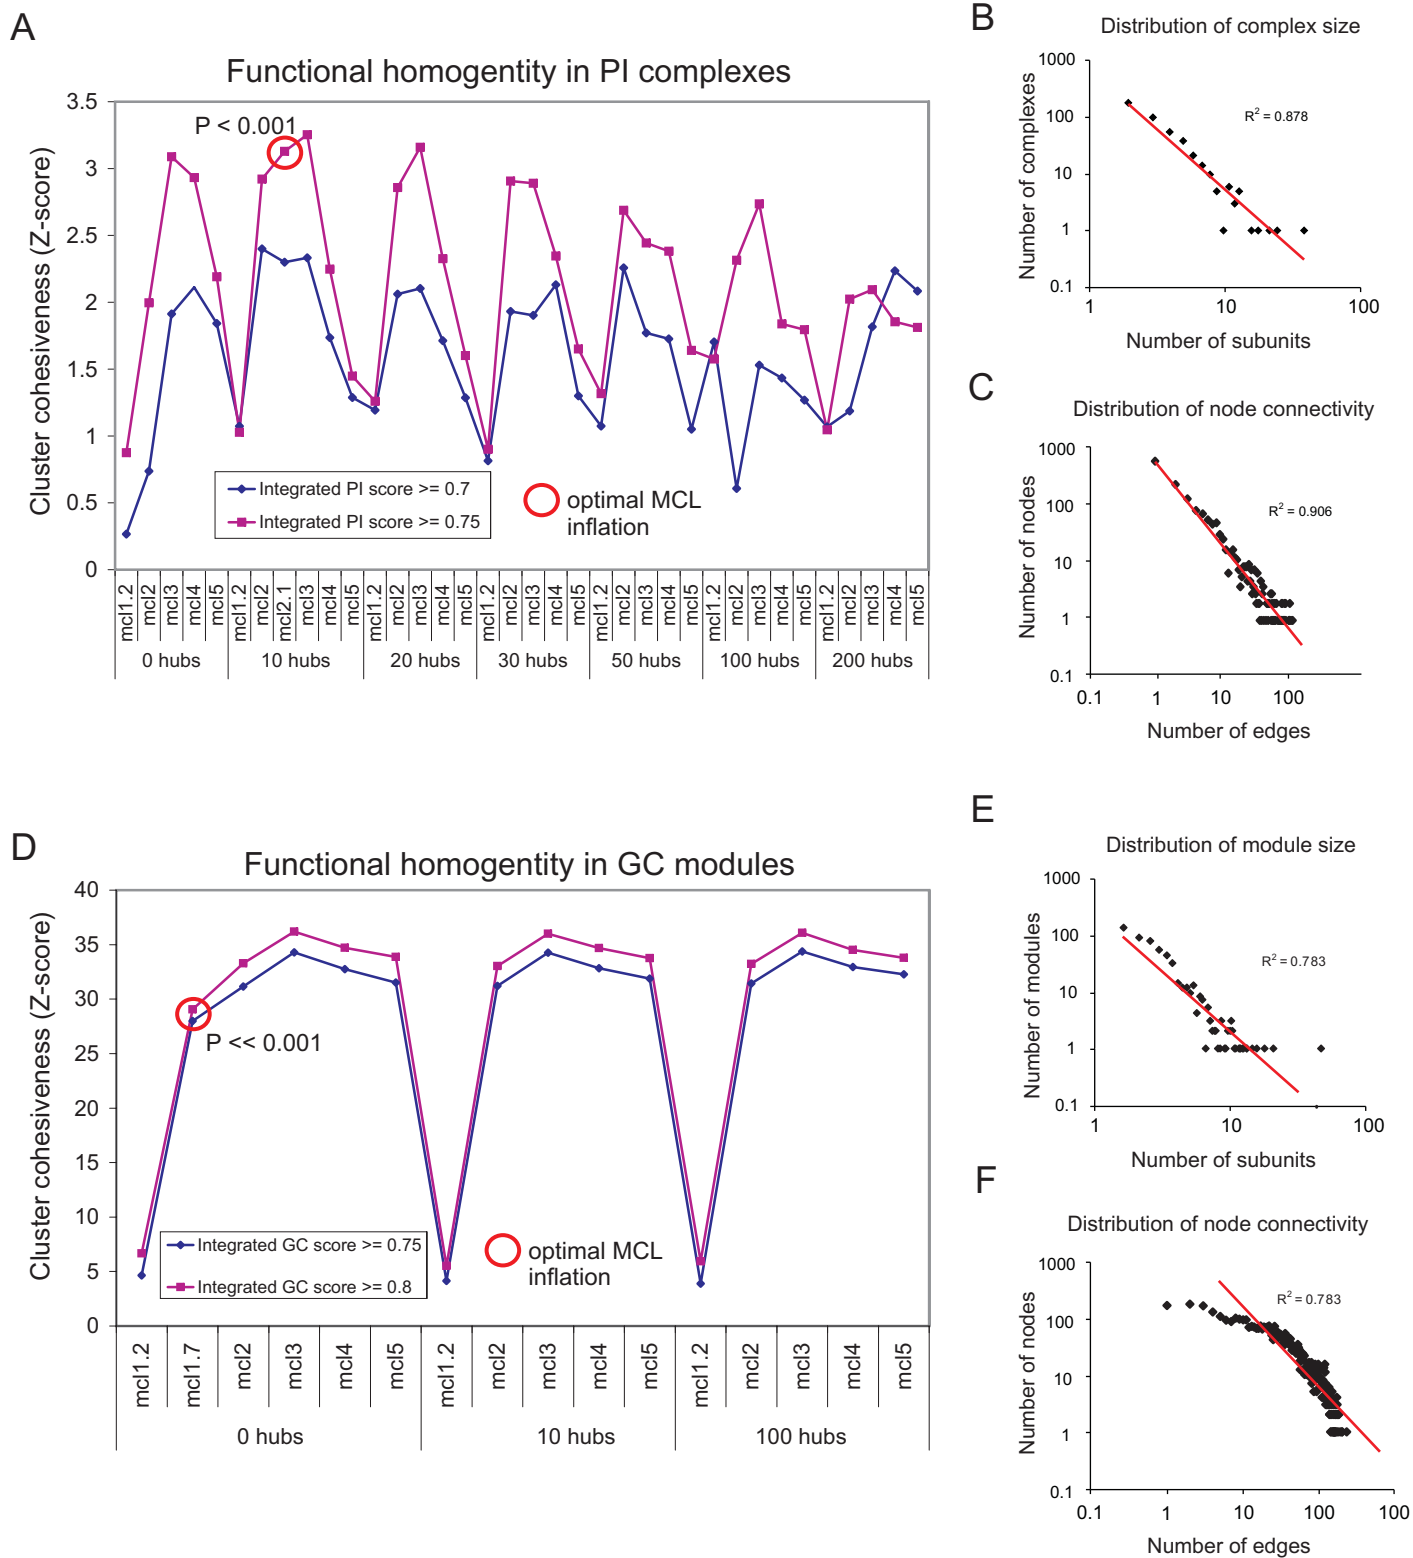 A
Functional homogentity in PI complexes
Cluster cohesiveness (Z-score)
3.5
3
2.5
2
1.5
1
0.5
0
P < 0.001
Integrated PI score >= 0.7
Integrated PI score >= 0.75
optimal MCL
inflation
mcl1.2 mcl2 mcl3 mcl4 mcl5 mcl1.2 mcl2 mcl2.1 mcl3 mcl4 mcl5 mcl1.2 mcl2 mcl3 mcl4 mcl5 mcl1.2 mcl2 mcl3 mcl4 mcl5 mcl1.2 mcl2 mcl3 mcl4 mcl5 mcl1.2 mcl2 mcl3 mcl4 mcl5 mcl1.2 mcl2 mcl3 mcl4 mcl5
0 hubs 10 hubs 20 hubs 30 hubs 50 hubs 100 hubs 200 hubs
B
Distribution of complex size
Number of complexes
1000
100
10
1
0.1
R² = 0.878
1 10 100
Number of subunits
C
Distribution of node connectivity
Number of nodes
1000
100
10
1
0.1
R² = 0.906
0.1 1 10 100
Number of edges
D
Functional homogentity in GC modules
Cluster cohesiveness (Z-score)
40
35
30
25
20
15
10
5
0
P << 0.001
Integrated GC score >= 0.75
Integrated GC score >= 0.8
optimal MCL
inflation
mcl1.2 mcl1.7 mcl2 mcl3 mcl4 mcl5 mcl1.2 mcl2 mcl3 mcl4 mcl5 mcl1.2 mcl2 mcl3 mcl4 mcl5
0 hubs 10 hubs 100 hubs
E
Distribution of module size
Number of modules
1000
100
10
1
0.1
R² = 0.783
1 10 100
Number of subunits
F
Distribution of node connectivity
Number of nodes
1000
100
10
1
0.1
R² = 0.783
0.1 1 10 100 100
Number of edges